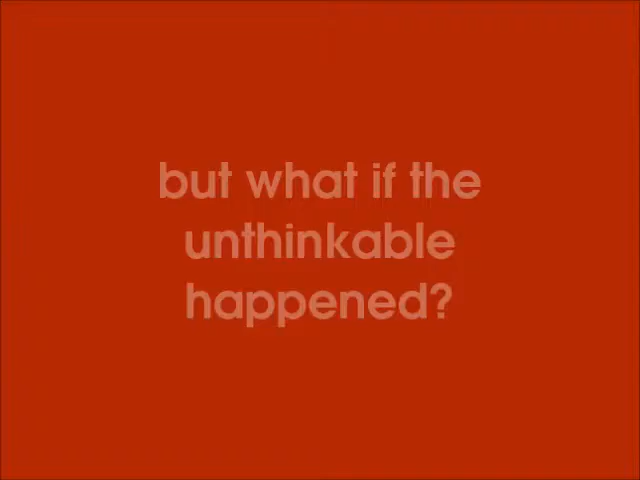 but what if the
unthinkable
happened?